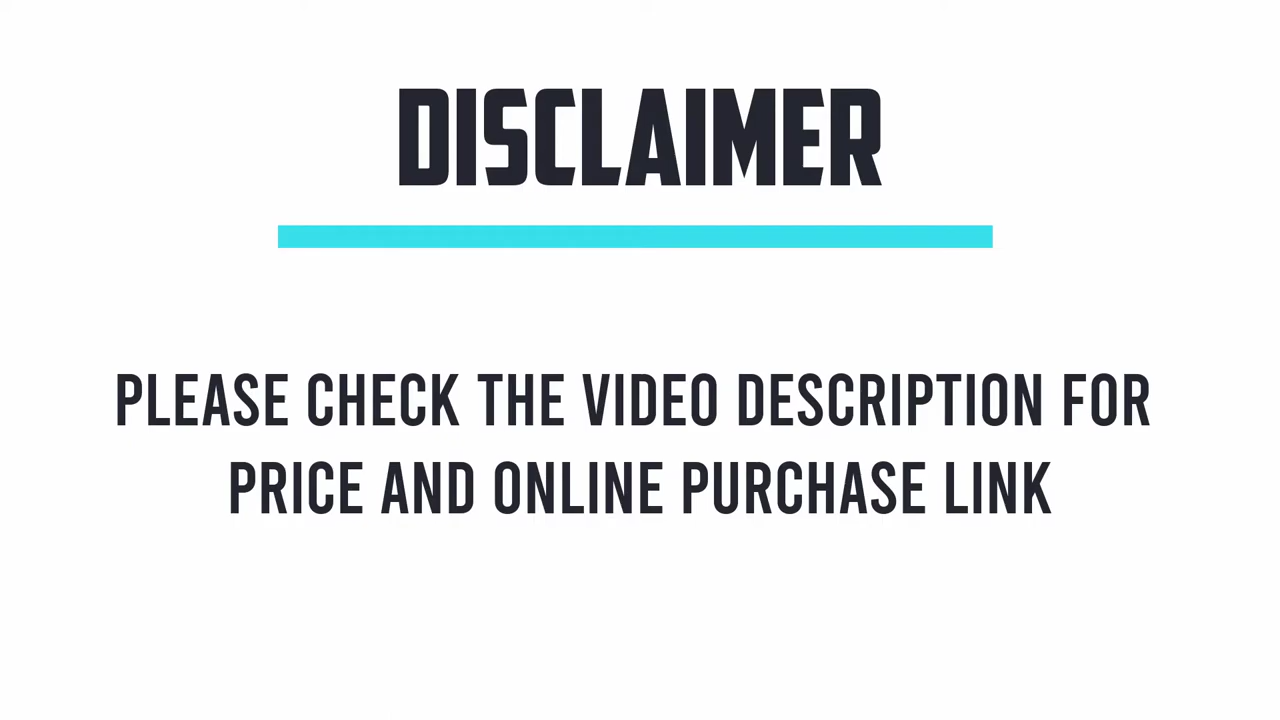 DISCLAIMER
PLEASE CHECK THE VIDEO DESCRIPTION FOR
PRICE AND ONLINE PURCHASE LINK